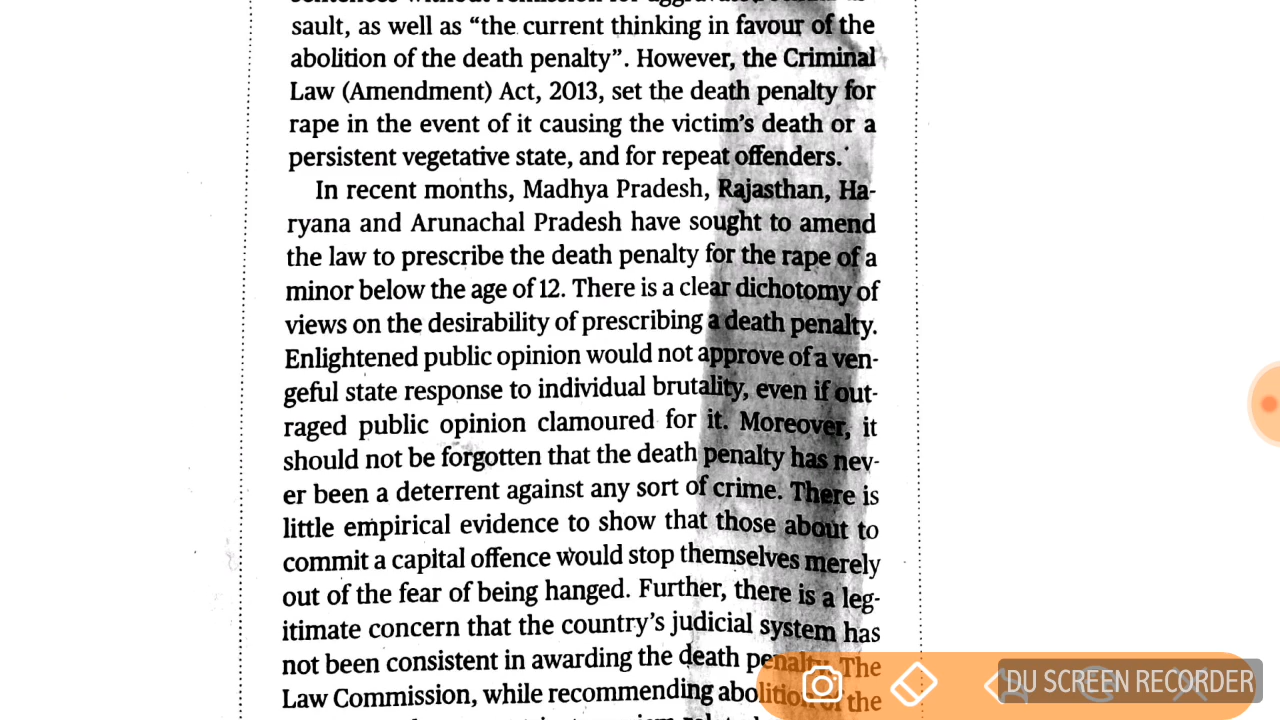 sault, as well as “the current thinking in favour of the
abolition of the death penalty”. However, the Criminal
Law (Amendment) Act, 2013, set the death penalty for
rape in the event of it causing the victim’s death or a
persistent vegetative state, and for repeat offenders.
In recent months, Madhya Pradesh, Rajasthan, Ha-
ryana and Arunachal Pradesh have sought to amend
the law to prescribe the death penalty for the rape of a
minor below the age of 12. There is a clear dichotomy of
views on the desirability of prescribing a death penalty.
Enlightened public opinion would not approve of a ven-
geful state response to individual brutality, even if out-
raged public opinion clamoured for it. Moreover, it
should not be forgotten that the death penalty has nev-
er been a deterrent against any sort of crime. There is
little empirical evidence to show that those about to
commit a capital offence would stop themselves merely
out of the fear of being hanged. Further, there is a leg-
itimate concern that the country’s judicial system has
not been consistent in awarding the death penalty. The
Law Commission, while recommending abolition of the
DU SCREEN RECORDER